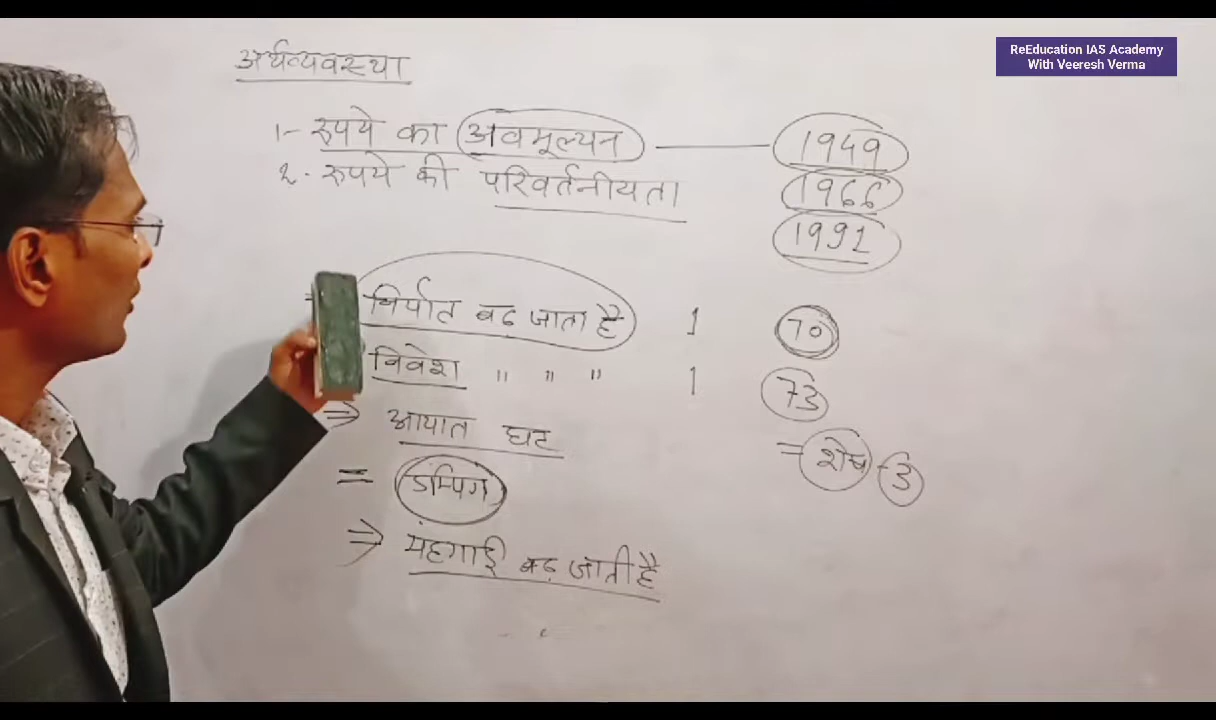 ReEducation IAS Academy
With Veeresh Verma
अर्थव्यवस्था
1- रुपये का अवमूल्यन — 1949
2. रुपये की परिवर्तनीयता 1966
1991
निर्यात बढ़ जाता है 1 70
निवेश " " " 1 73
⇒ आयात घट = शेष - 3
= डम्पिंग
⇒ मंहगाई बढ़ जाती है